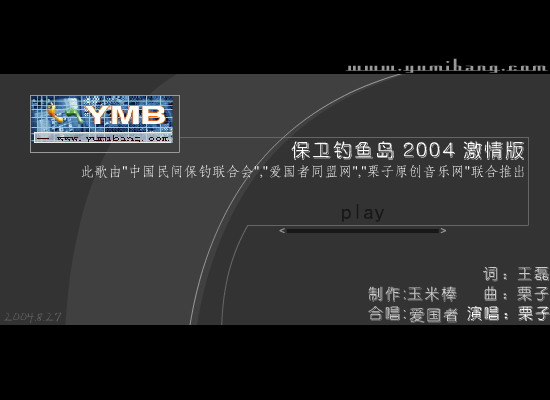 www.yumibang.com
YMB
www.yumibang.com
保卫钓鱼岛 2004 激情版
此歌由"中国民间保钓联合会","爱国者同盟网","栗子原创音乐网"联合推出
play
词：王磊
制作:玉米棒 曲：栗子
合唱:爱国者 演唱：栗子
2004.8.27